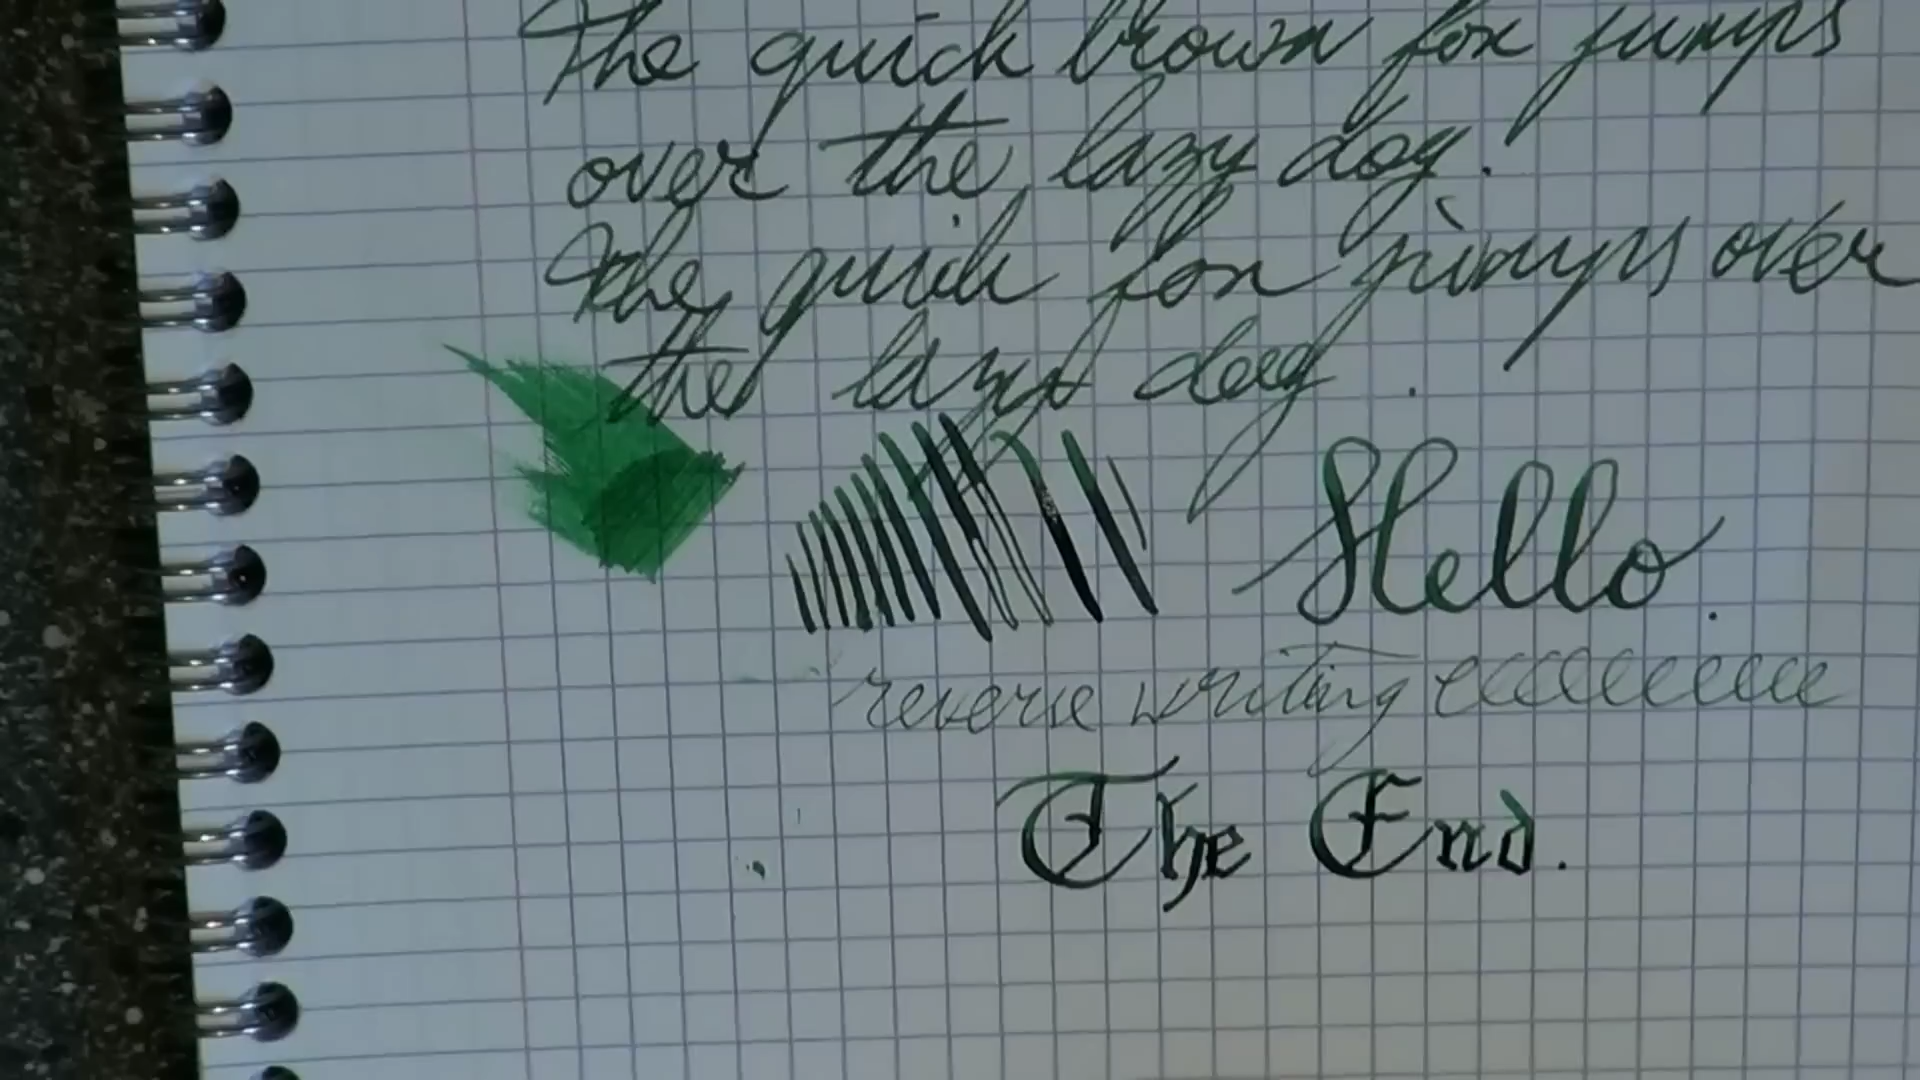 The quick brown fox jumps
over the lazy dog.
The quick fox jumps over
the lazy dog .
Hello.
reverse writing eeeeeeeeeee
The End.